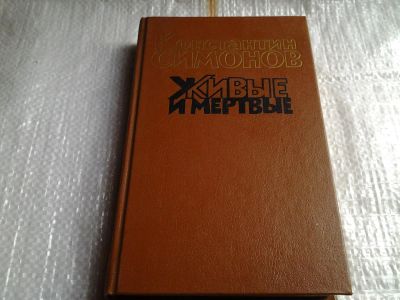 Константин
Симонов
Живые
и мертвые